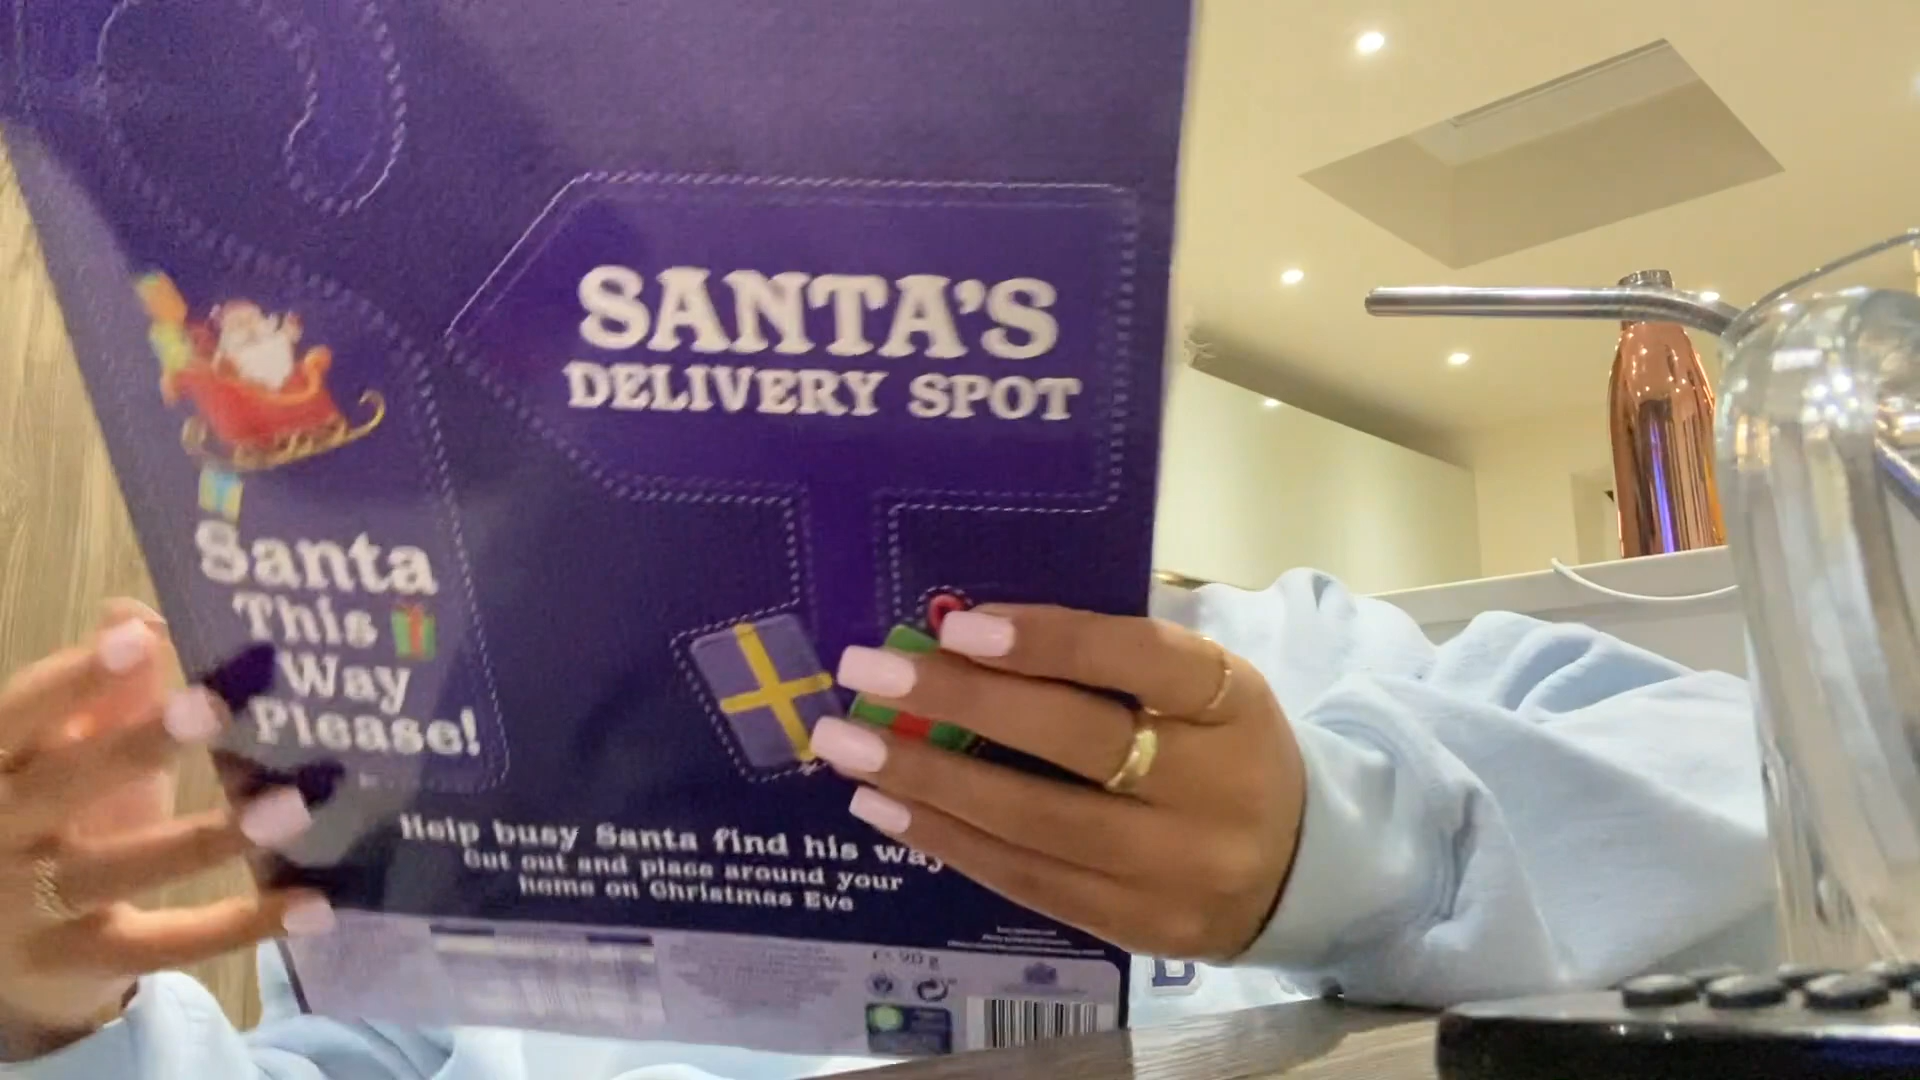 SANTA'S
DELIVERY SPOT
Santa
This
Way
Please!
Help busy Santa find his way
Cut out and place around your
home on Christmas Eve
90 g
B